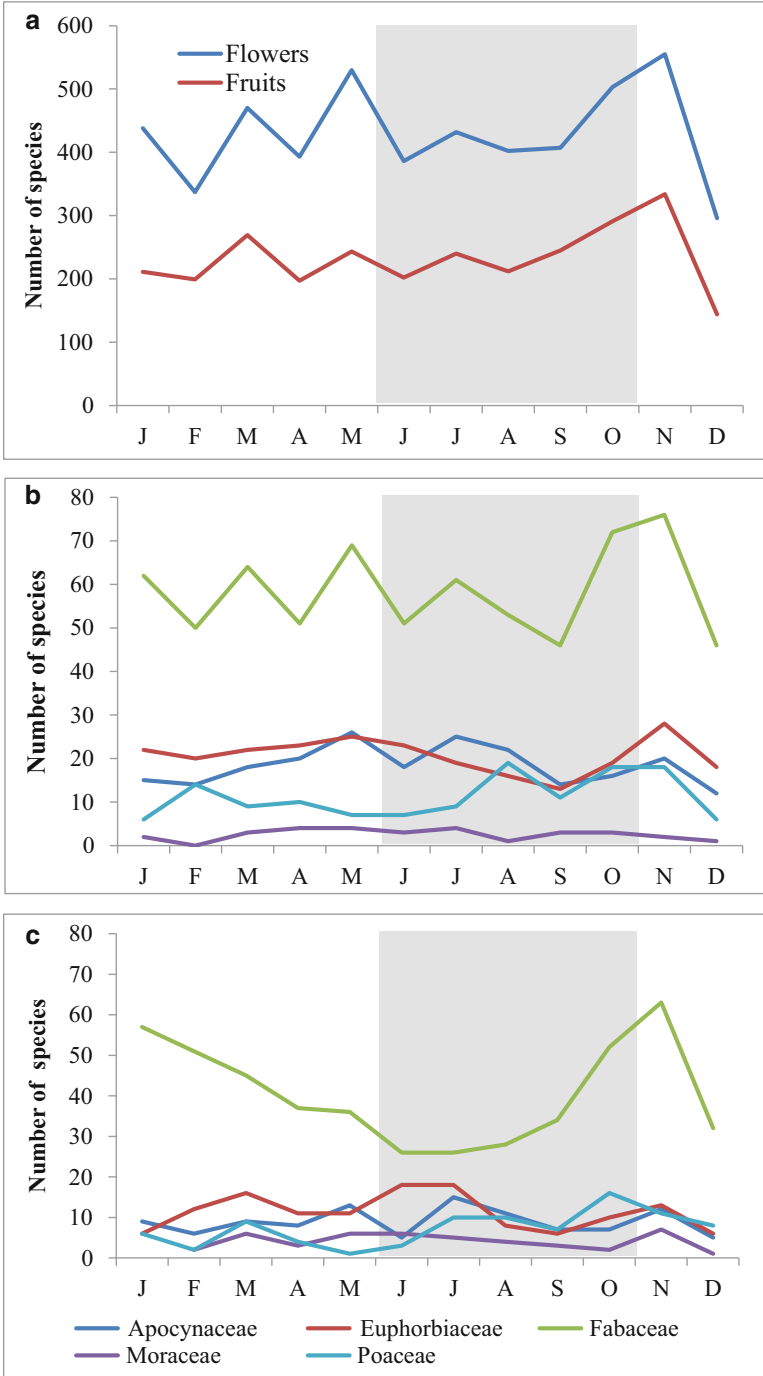 a
600
Flowers
Fruits
500
400
300
200
100
0
Number of species
J F M A M J J A S O N D
b
80
70
60
50
40
30
20
10
0
Number of species
J F M A M J J A S O N D
c
80
70
60
50
40
30
20
10
0
Number of species
J F M A M J J A S O N D
Apocynaceae Euphorbiaceae Fabaceae
Moraceae Poaceae